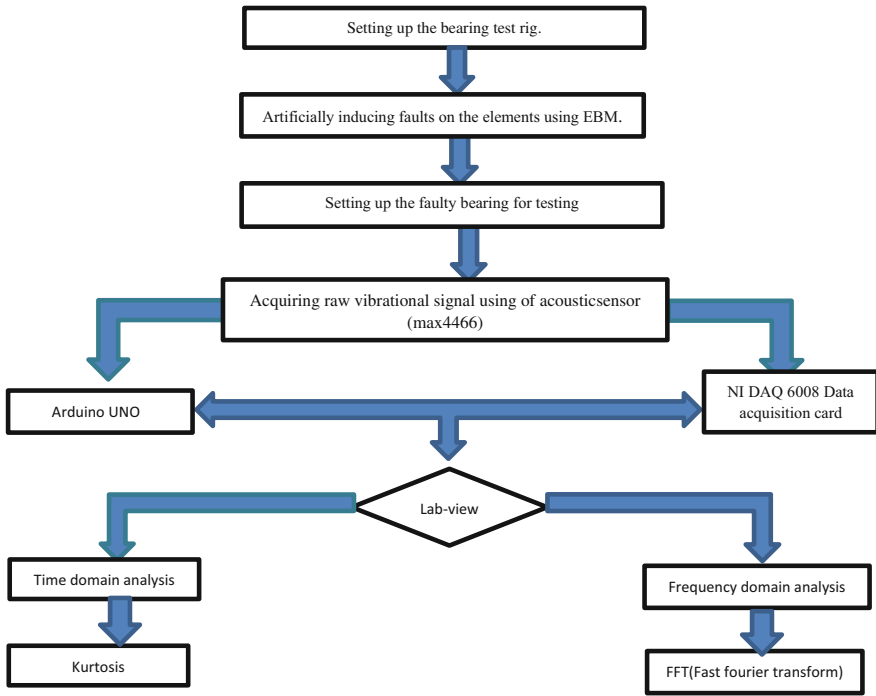 Setting up the bearing test rig.
Artificially inducing faults on the elements using EBM.
Setting up the faulty bearing for testing
Acquiring raw vibrational signal using of acousticsensor
(max4466)
Arduino UNO
NI DAQ 6008 Data
acquisition card
Lab-view
Time domain analysis
Frequency domain analysis
Kurtosis
FFT(Fast fourier transform)